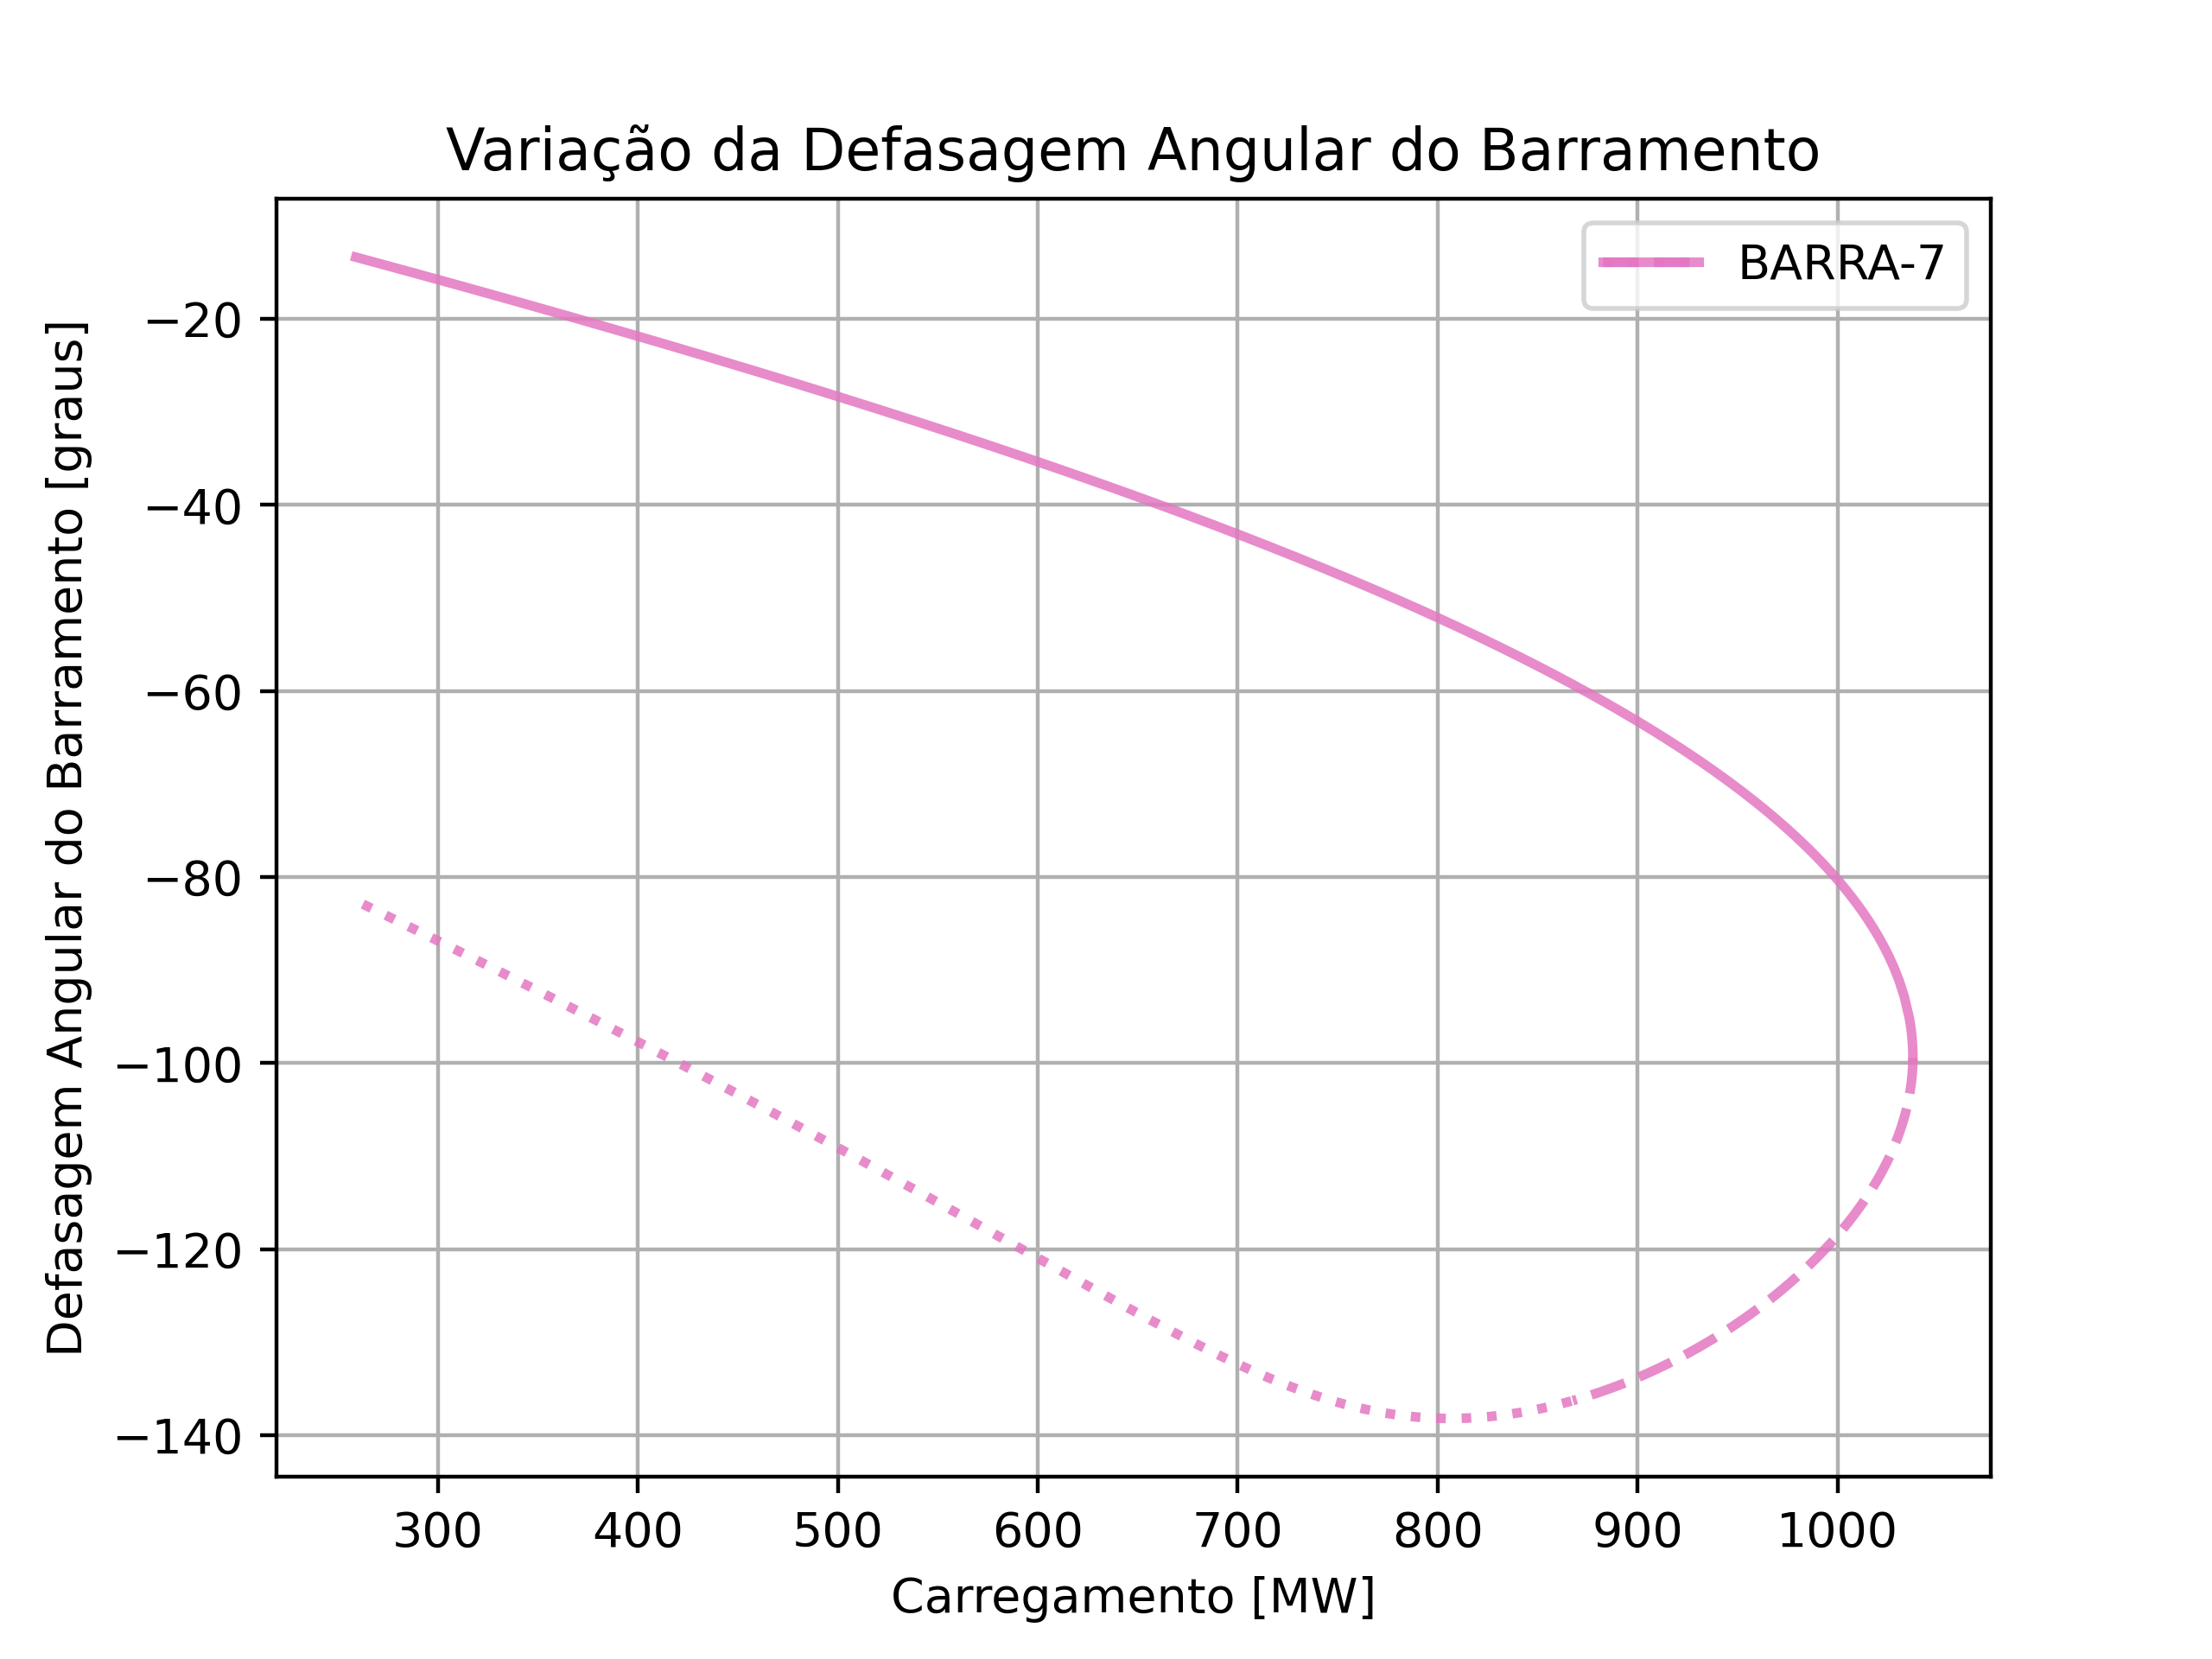 Variação da Defasagem Angular do Barramento
BARRA-7
Defasagem Angular do Barramento [graus]
−20
−40
−60
−80
−100
−120
−140
300 400 500 600 700 800 900 1000
Carregamento [MW]